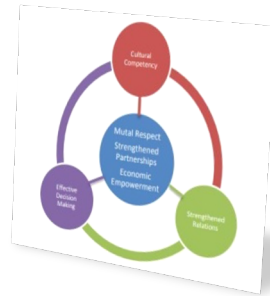 Cultural
Competency
Mutal Respect
Strengthened
Partnerships
Economic
Empowerment
Effective
Decision
Making
Strengthened
Relations